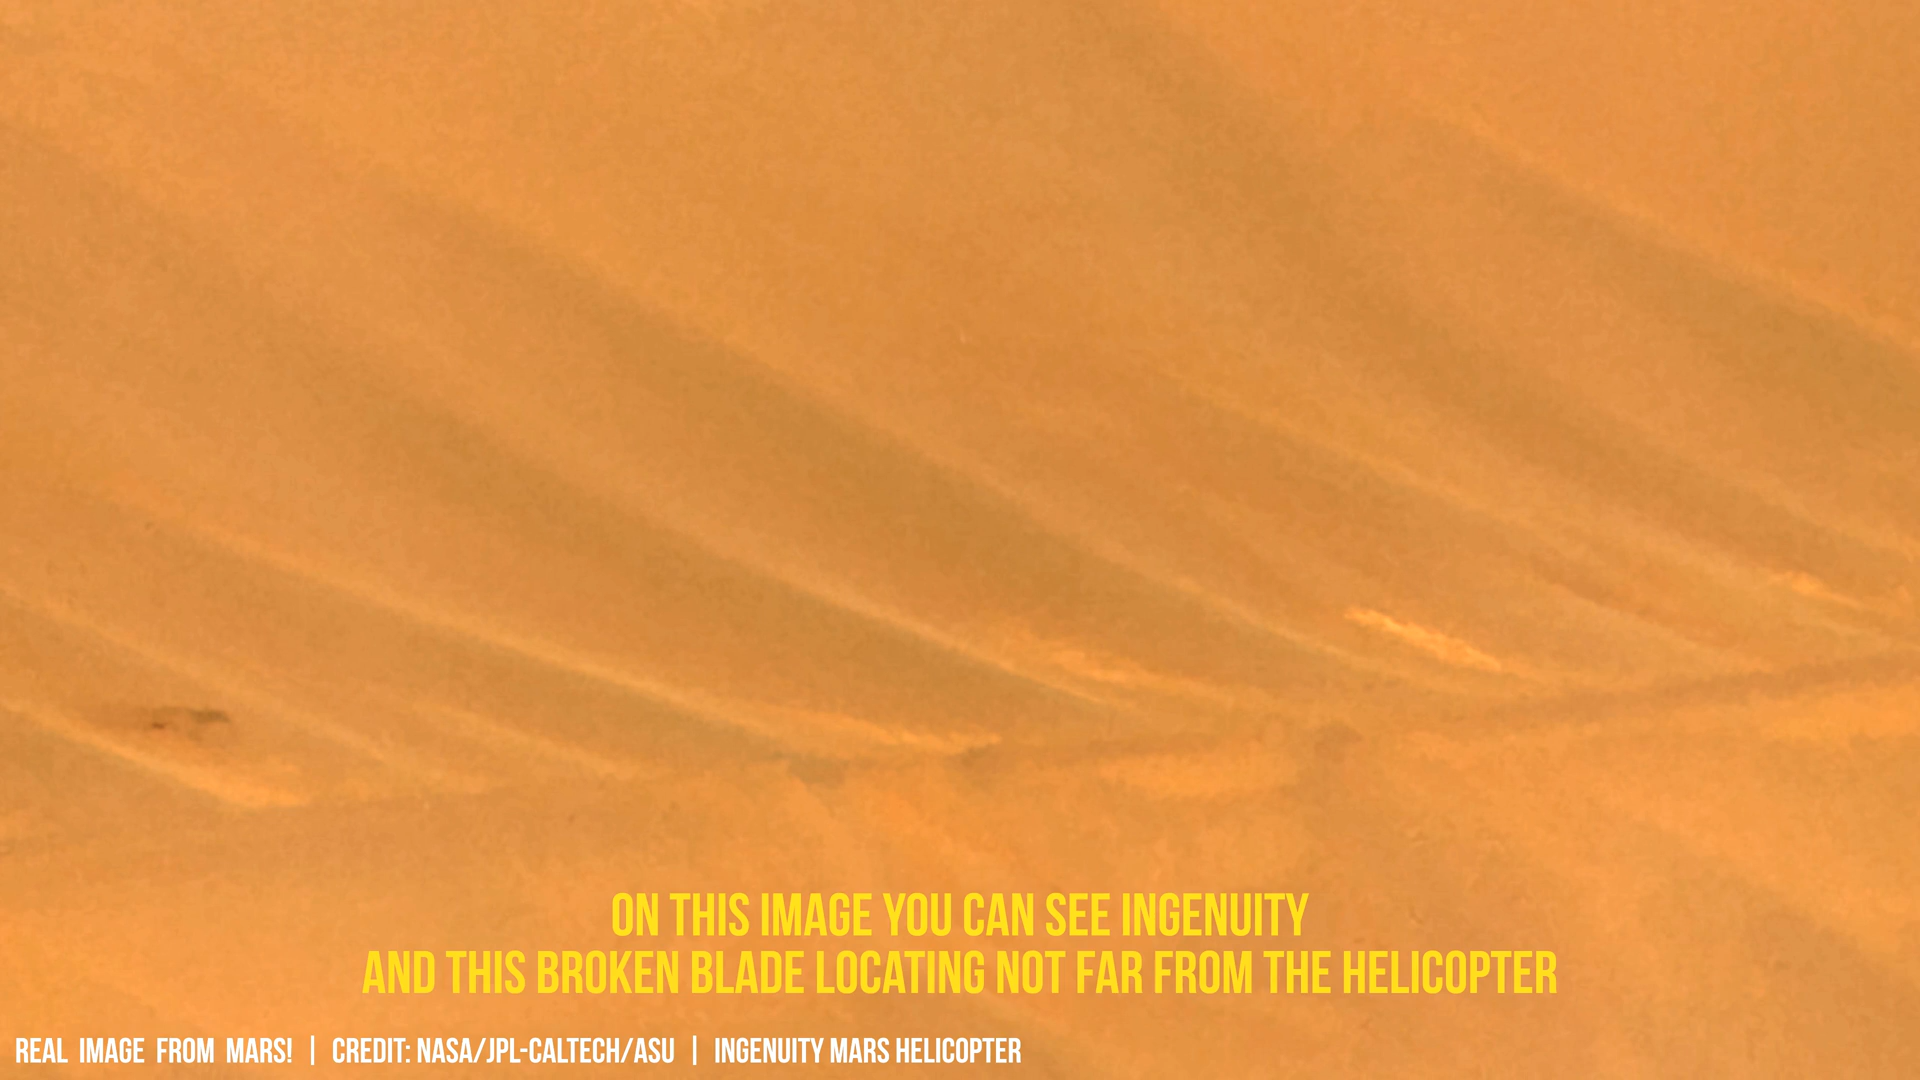 ON THIS IMAGE YOU CAN SEE INGENUITY
AND THIS BROKEN BLADE LOCATING NOT FAR FROM THE HELICOPTER
REAL IMAGE FROM MARS! | CREDIT: NASA/JPL-CALTECH/ASU | INGENUITY MARS HELICOPTER